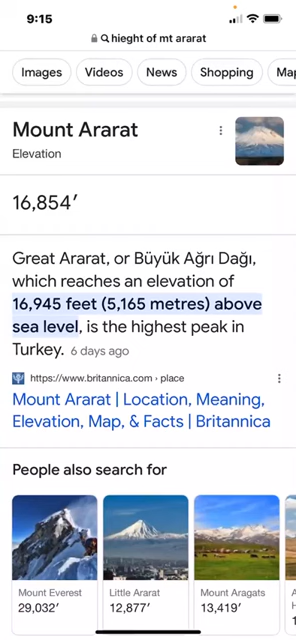 9:15
hieght of mt ararat
Images Videos News Shopping
Mount Ararat
Elevation
16,854′
Great Ararat, or Büyük Ağrı Dağı,
which reaches an elevation of
16,945 feet (5,165 metres) above
sea level, is the highest peak in
Turkey. 6 days ago
https://www.britannica.com › place
Mount Ararat | Location, Meaning,
Elevation, Map, & Facts | Britannica
People also search for
Mount Everest
29,032′
Little Ararat
12,877′
Mount Aragats
13,419′